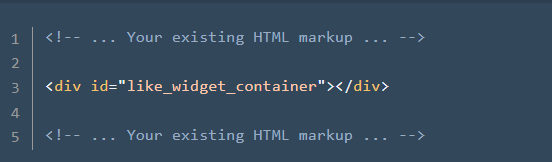 1 <!-- ... Your existing HTML markup ... -->
2
3 <div id="like_widget_container"></div>
4
5 <!-- ... Your existing HTML markup ... -->